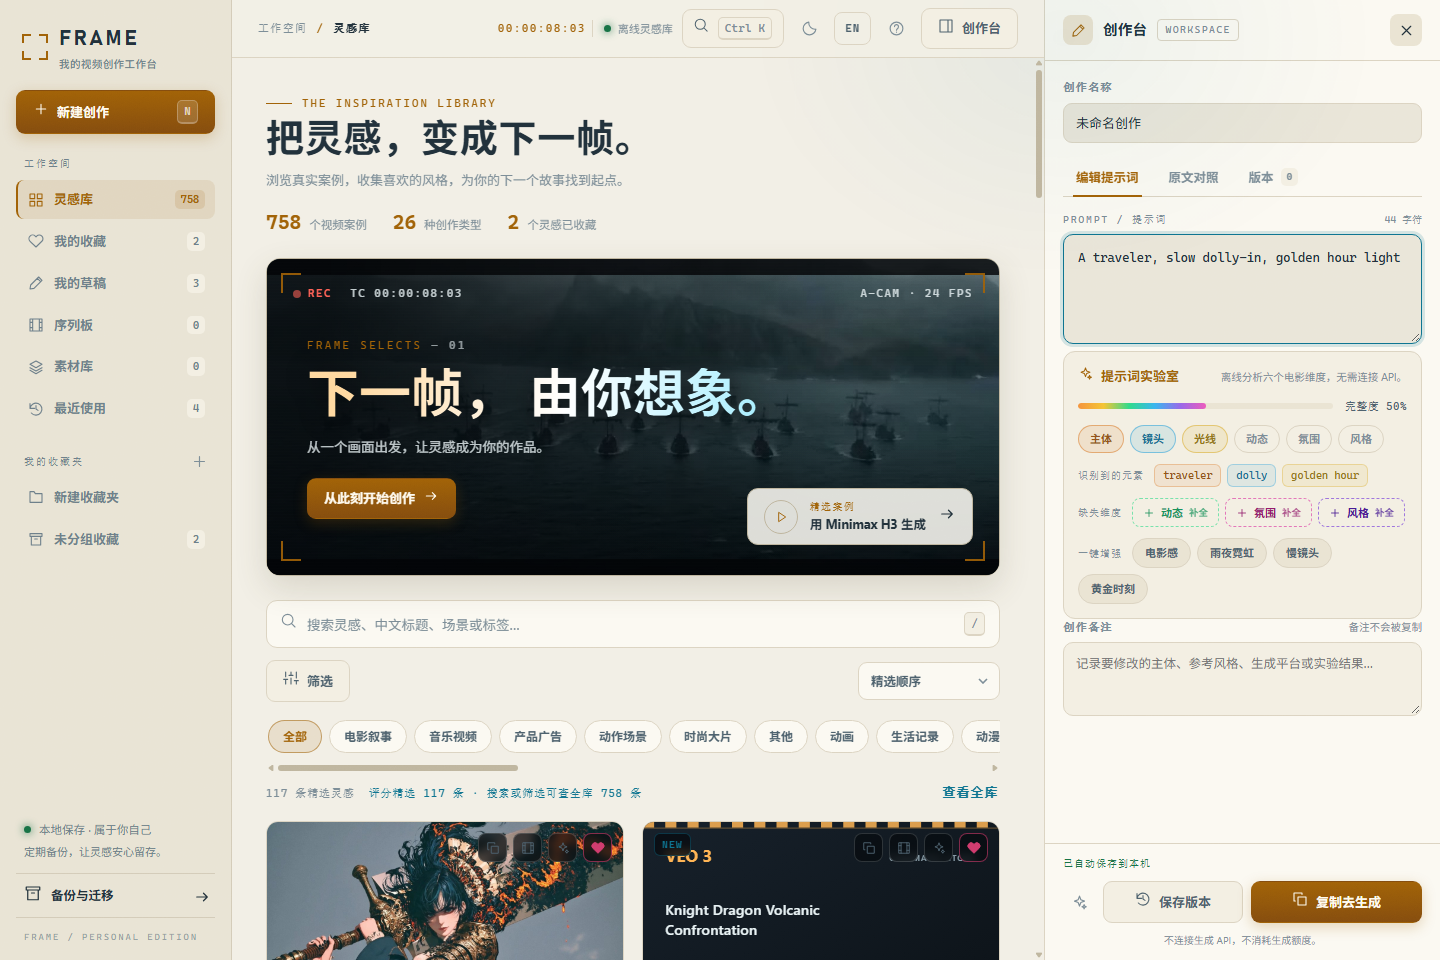 FRAME
我的视频创作工作台
新建创作 N
工作空间
灵感库 758
我的收藏 2
我的草稿 3
序列板 0
素材库 0
最近使用 4
我的收藏夹
新建收藏夹
未分组收藏 2
本地保存 · 属于你自己
定期备份，让灵感安心留存。
备份与迁移
FRAME / PERSONAL EDITION
工作空间 / 灵感库
00:00:08:03
离线灵感库
Ctrl K
EN
创作台
THE INSPIRATION LIBRARY
把灵感，变成下一帧。
浏览真实案例，收集喜欢的风格，为你的下一个故事找到起点。
758 个视频案例 26 种创作类型 2 个灵感已收藏
REC TC 00:00:08:03
A-CAM · 24 FPS
FRAME SELECTS — 01
下一帧， 由你想象。
从一个画面出发，让灵感成为你的作品。
从此刻开始创作
精选案例
用 Minimax H3 生成
搜索灵感、中文标题、场景或标签... /
筛选
精选顺序
全部 电影叙事 音乐视频 产品广告 动作场景 时尚大片 其他 动画 生活记录 动漫
117 条精选灵感 评分精选 117 条 · 搜索或筛选可查全库 758 条
查看全库
NEW
VEO 3
Knight Dragon Volcanic
Confrontation
创作台 WORKSPACE
创作名称
未命名创作
编辑提示词 原文对照 版本 0
PROMPT / 提示词 44 字符
A traveler, slow dolly-in, golden hour light
提示词实验室 离线分析六个电影维度，无需连接 API。
完整度 50%
主体 镜头 光线 动态 氛围 风格
识别到的元素 traveler dolly golden hour
缺失维度 + 动态 补全 + 氛围 补全 + 风格 补全
一键增强 电影感 雨夜霓虹 慢镜头
黄金时刻
创作备注 备注不会被复制
记录要修改的主体、参考风格、生成平台或实验结果...
已自动保存到本机
保存版本
复制去生成
不连接生成 API，不消耗生成额度。